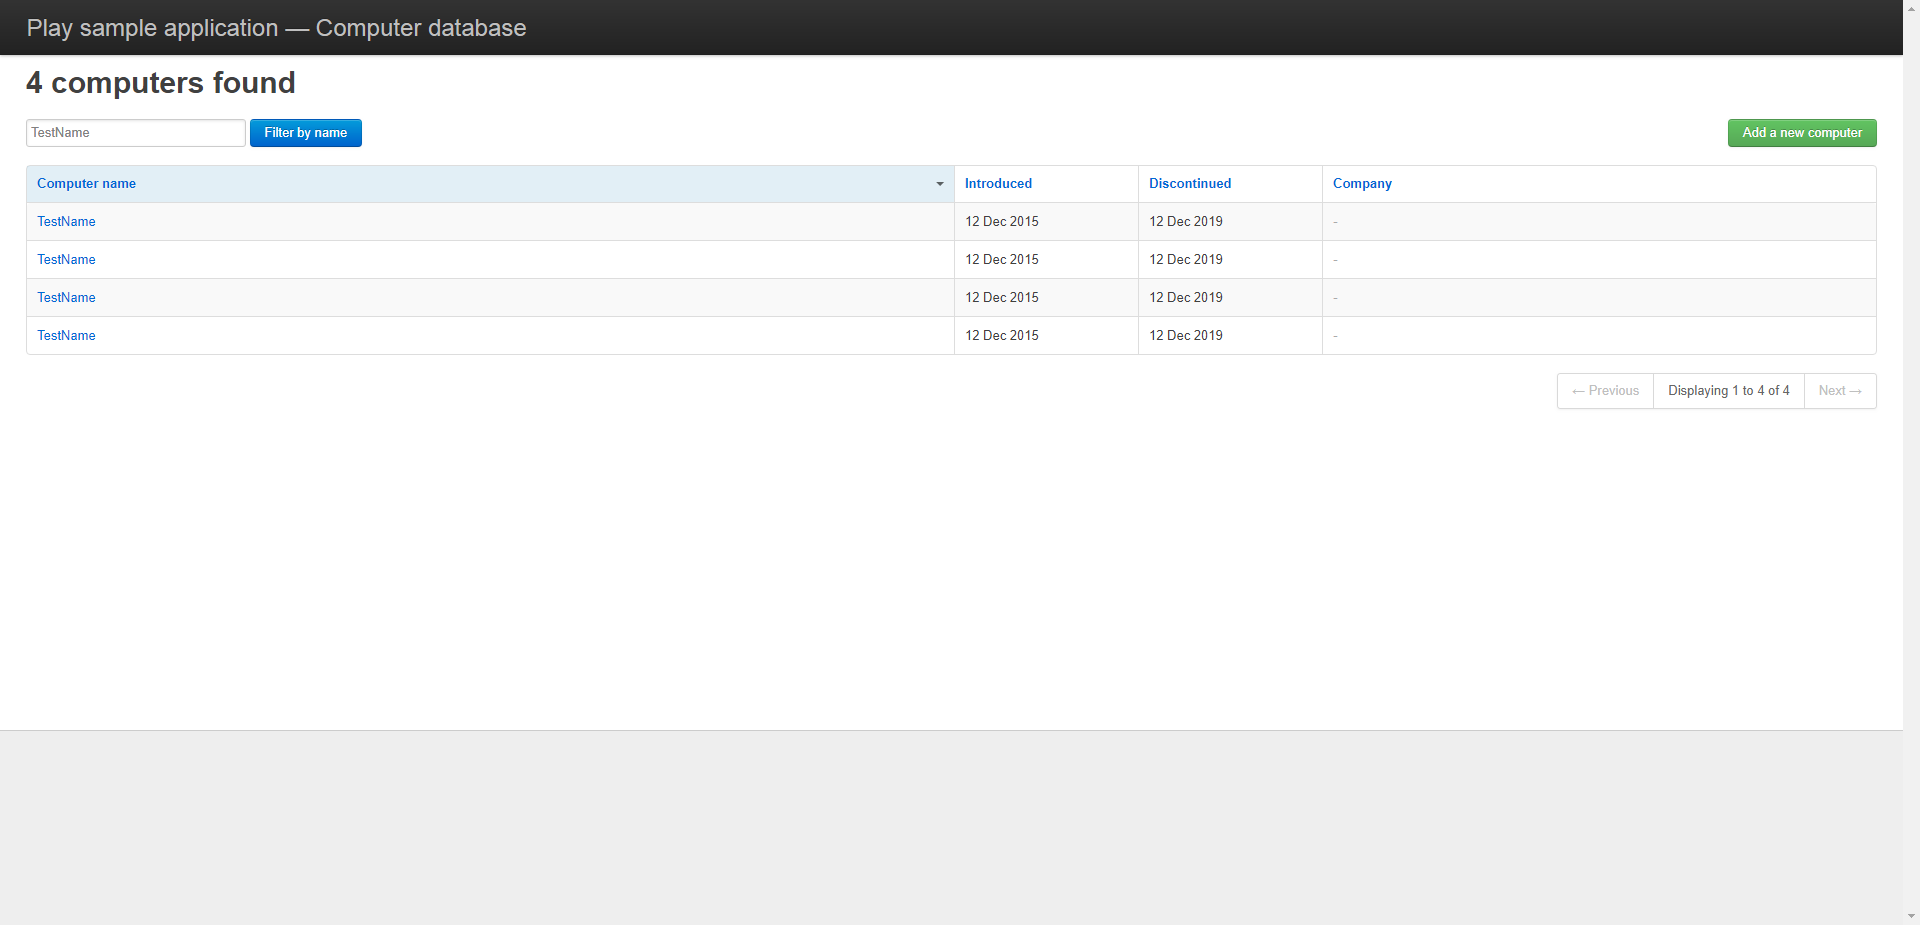 Play sample application — Computer database
4 computers found
TestName Filter by name Add a new computer
Computer name Introduced Discontinued Company
TestName 12 Dec 2015 12 Dec 2019 -
TestName 12 Dec 2015 12 Dec 2019 -
TestName 12 Dec 2015 12 Dec 2019 -
TestName 12 Dec 2015 12 Dec 2019 -
← Previous Displaying 1 to 4 of 4 Next →